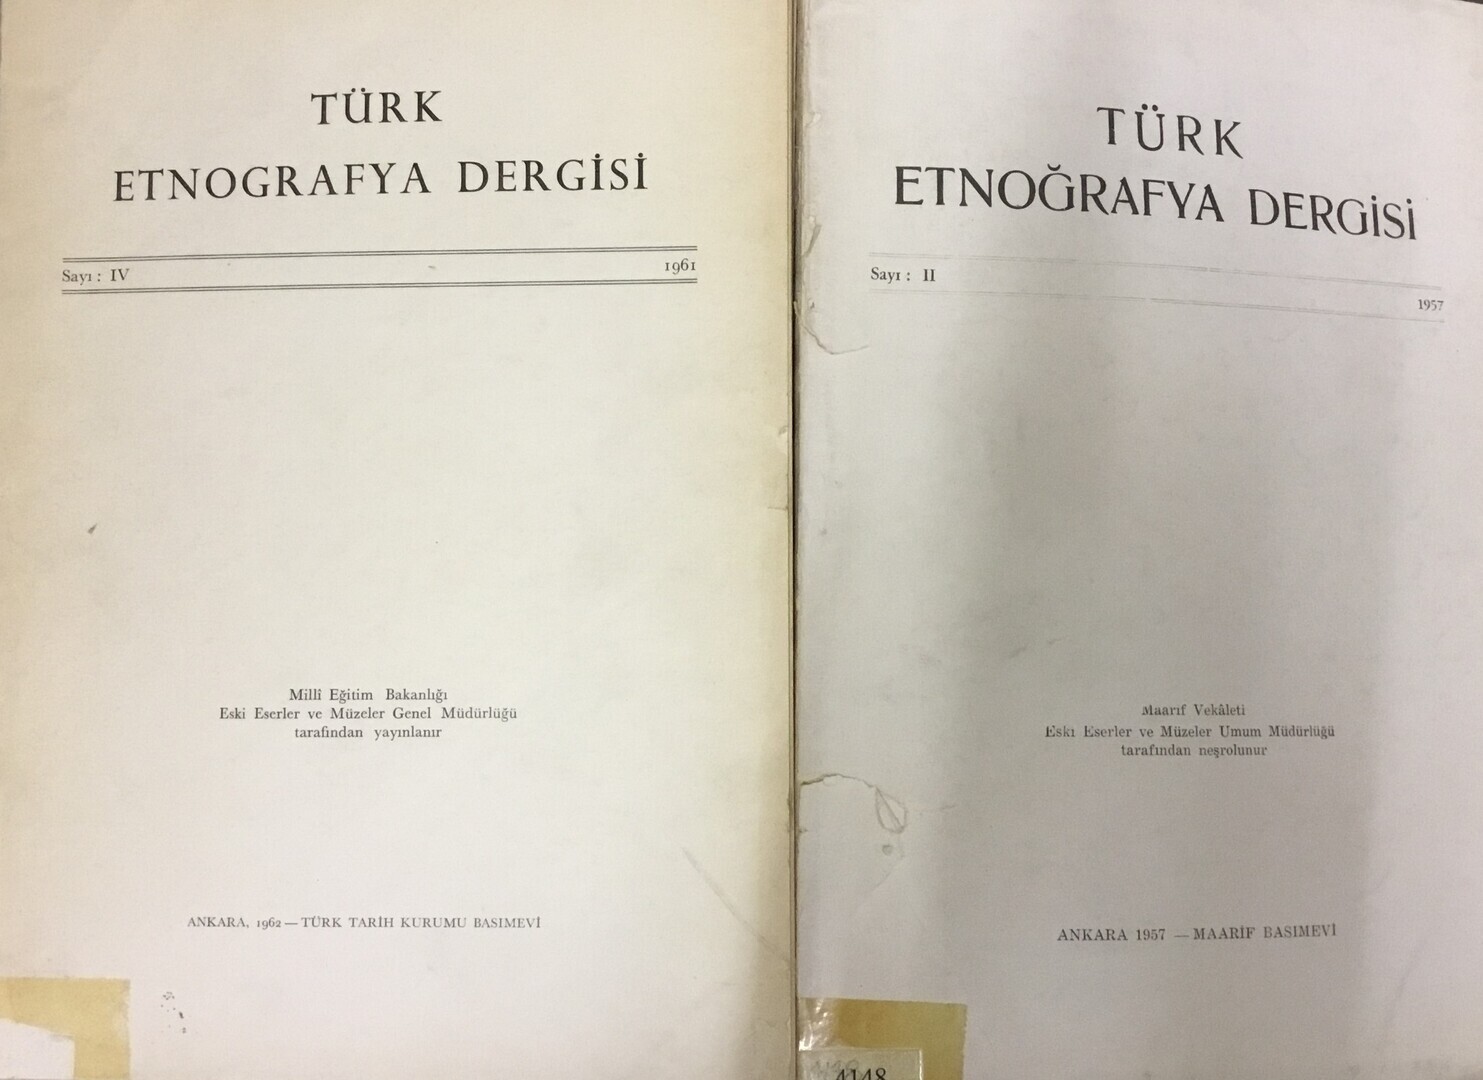 TÜRK
ETNOGRAFYA DERGİSİ
Sayı : IV 1961
Millî Eğitim Bakanlığı
Eski Eserler ve Müzeler Genel Müdürlüğü
tarafından yayınlanır
ANKARA, 1962 — TÜRK TARİH KURUMU BASIMEVİ
TÜRK
ETNOĞRAFYA DERGİSİ
Sayı : II 1957
Maarif Vekâleti
Eski Eserler ve Müzeler Umum Müdürlüğü
tarafından neşrolunur
ANKARA 1957 — MAARİF BASIMEVİ
4148